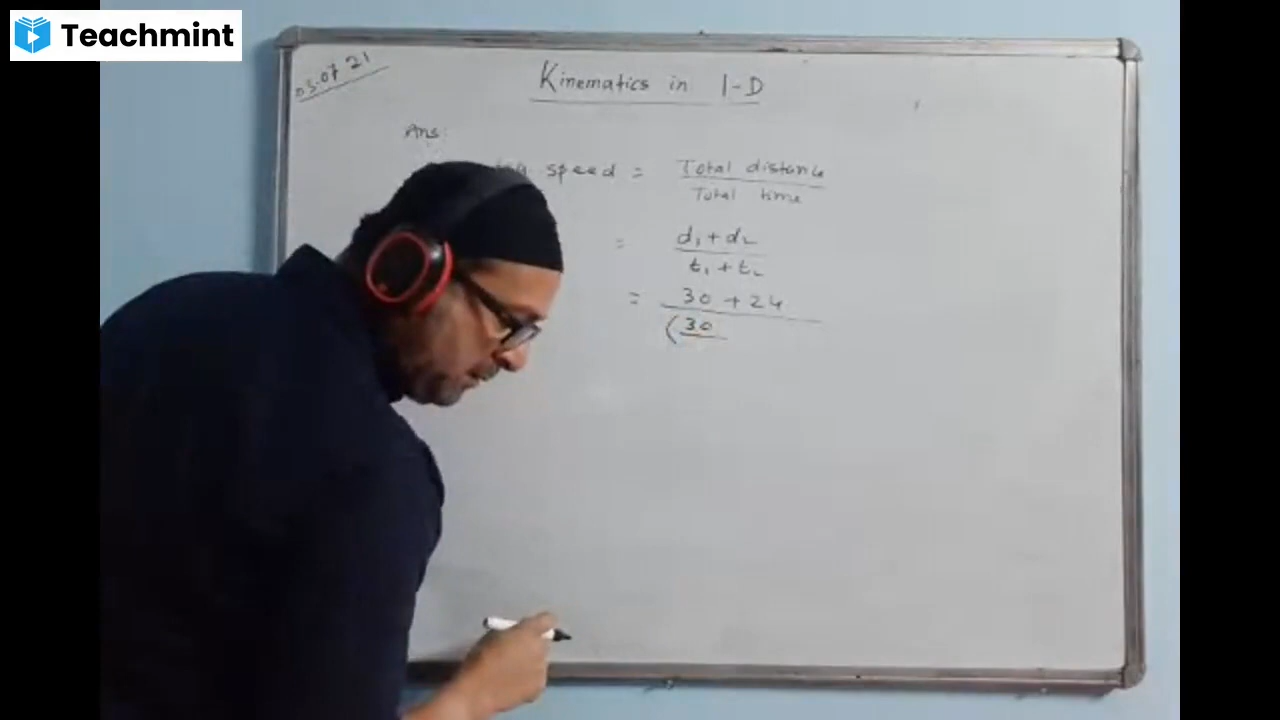 Teachmint
03.07 21
Kinematics in 1-D
Ans:
speed = Total distance
Total time
= d₁ + d₂
t₁ + t₂
= 30 + 24
(30